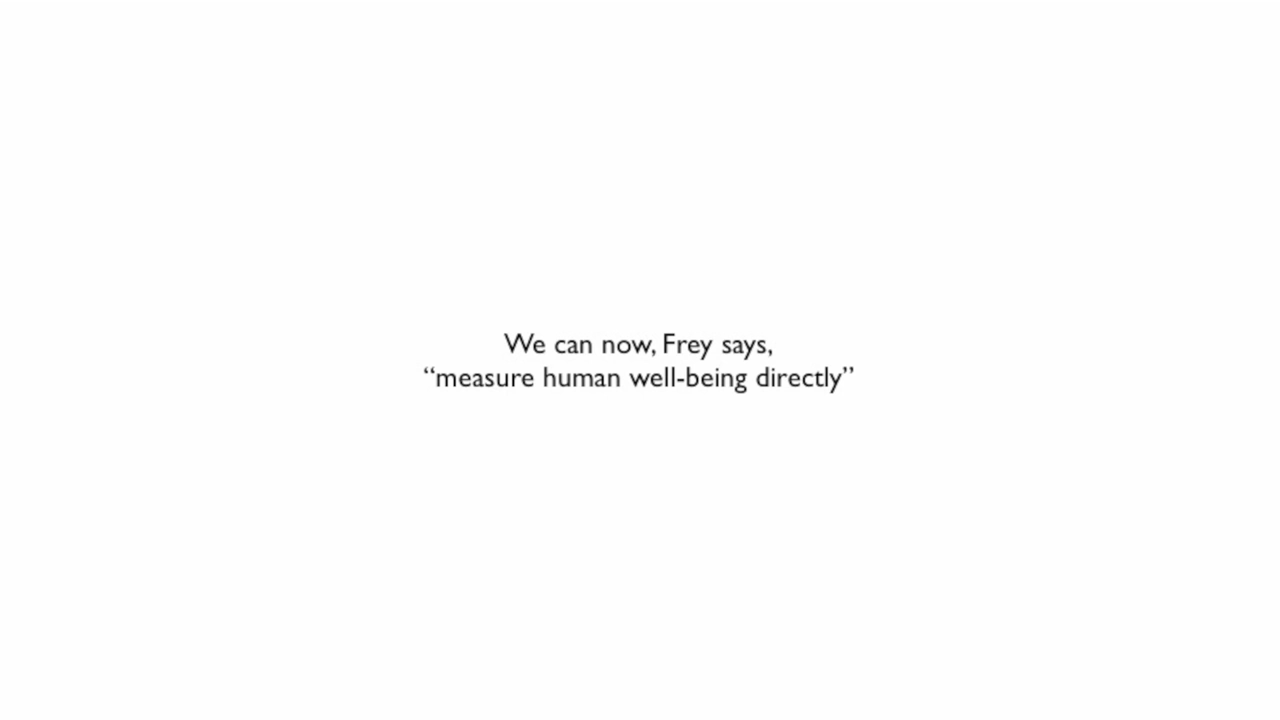 We can now, Frey says,
“measure human well-being directly”